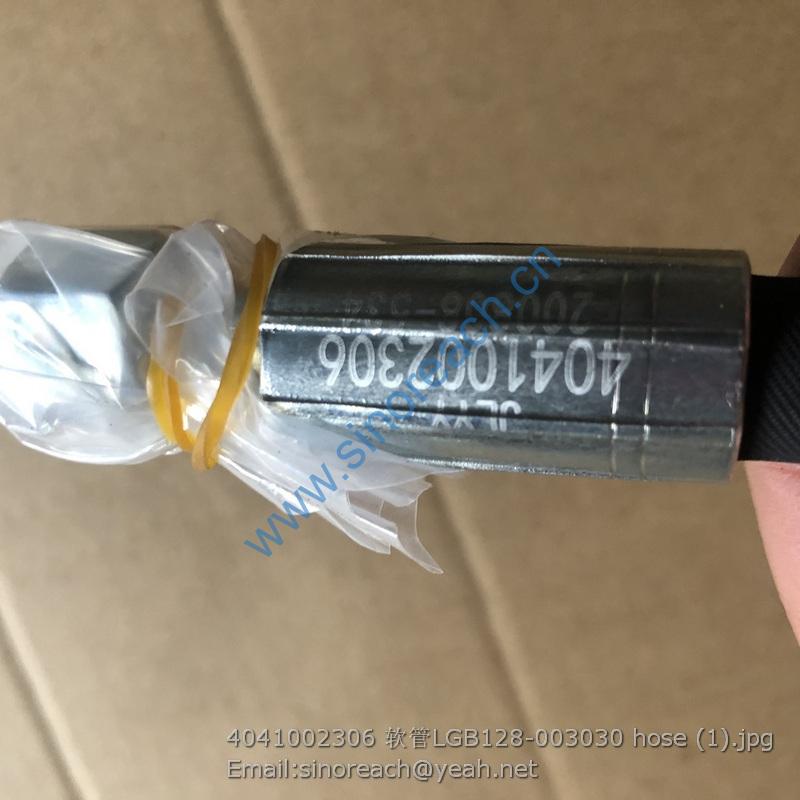 4041002306
JLYY
www.sinoreach.cn
4041002306 软管LGB128-003030 hose (1).jpg
Email:sinoreach@yeah.net